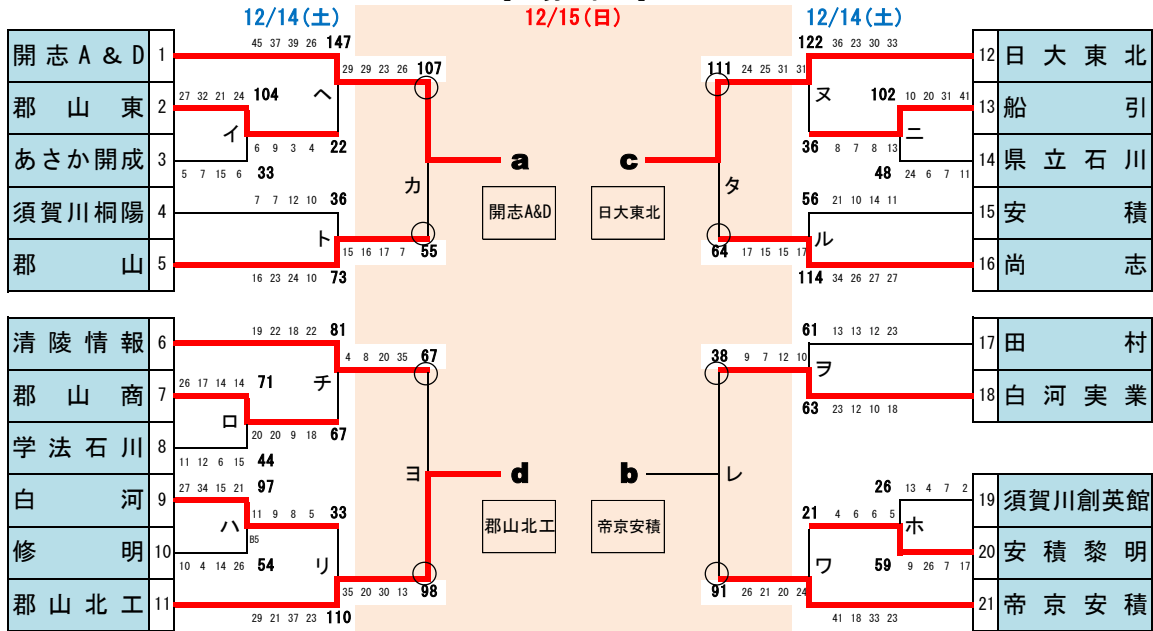 12/14(土) 12/15(日) 12/14(土)
45 37 39 26 147 122 36 23 30 33
開志A&D 1 12 日大東北
29 29 23 26 107 111 24 25 31 31
27 32 21 24 104 ヘ ヌ 102 10 20 31 41
郡山東 2 13 船引
イ ニ
6 9 3 4 22 36 8 7 8 13
あさか開成 3 a c 14 県立石川
5 7 15 6 33 48 24 6 7 11
カ タ
7 7 12 10 36 56 21 10 14 11
須賀川桐陽 4 開志A&D 日大東北 15 安積
ト ル
15 16 17 7 55 64 17 15 15 17
郡山 5 16 尚志
16 23 24 10 73 114 34 26 27 27
19 22 18 22 81 61 13 13 12 23
清陵情報 6 17 田村
4 8 20 35 67 38 9 7 12 10
26 17 14 14 71 チ ヲ
郡山商 7 18 白河実業
ロ 63 23 12 10 18
20 20 9 18 67
学法石川 8
11 12 6 15 44
ヨ d b レ
27 34 15 21 97 26 13 4 7 2
白河 9 19 須賀川創英館
11 9 8 5 33 21 4 6 6 5
ハ 郡山北工 帝京安積 ホ
B5
修明 10 20 安積黎明
10 4 14 26 54 リ ワ 59 9 26 7 17
35 20 30 13 98 91 26 21 20 24
郡山北工 11 21 帝京安積
29 21 37 23 110 41 18 33 23